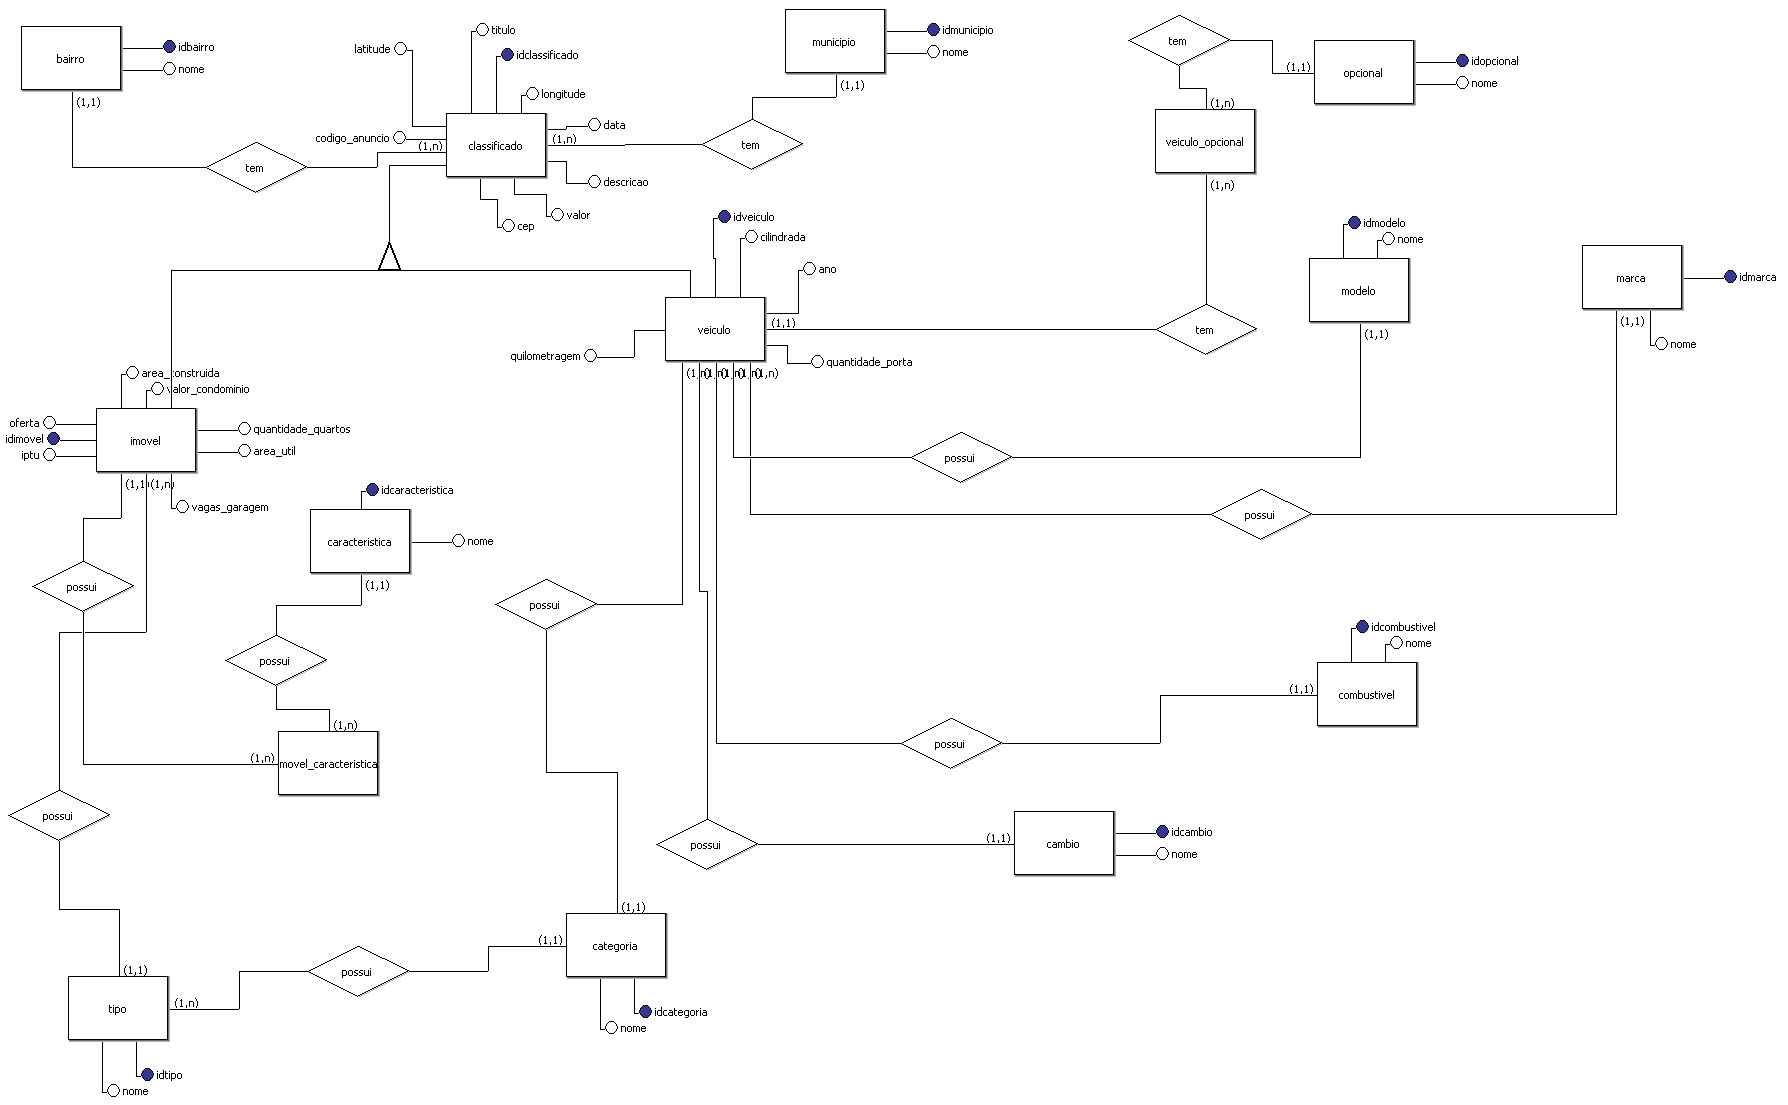 bairro
idbairro
nome
(1,1)
tem
latitude
titulo
idclassificado
longitude
codigo_anuncio
(1,n)
classificado
data
(1,n)
descricao
valor
cep
municipio
idmunicipio
nome
(1,1)
tem
tem
(1,1)
opcional
idopcional
nome
(1,n)
veiculo_opcional
(1,n)
tem
idveiculo
cilindrada
ano
veiculo
(1,1)
quilometragem
quantidade_porta
(1,n)
(1,n)
(1,n)
(1,n)
(1,n)
idmodelo
nome
modelo
(1,1)
marca
idmarca
(1,1)
nome
possui
possui
area_construida
valor_condominio
oferta
idimovel
iptu
imovel
quantidade_quartos
area_util
(1,1)
(1,n)
vagas_garagem
idcaracteristica
caracteristica
nome
(1,1)
possui
possui
possui
(1,n)
(1,n)
movel_caracteristica
possui
idcombustivel
nome
(1,1)
combustivel
possui
possui
(1,1)
cambio
idcambio
nome
(1,1)
(1,1)
categoria
idcategoria
nome
possui
(1,1)
tipo
(1,n)
idtipo
nome